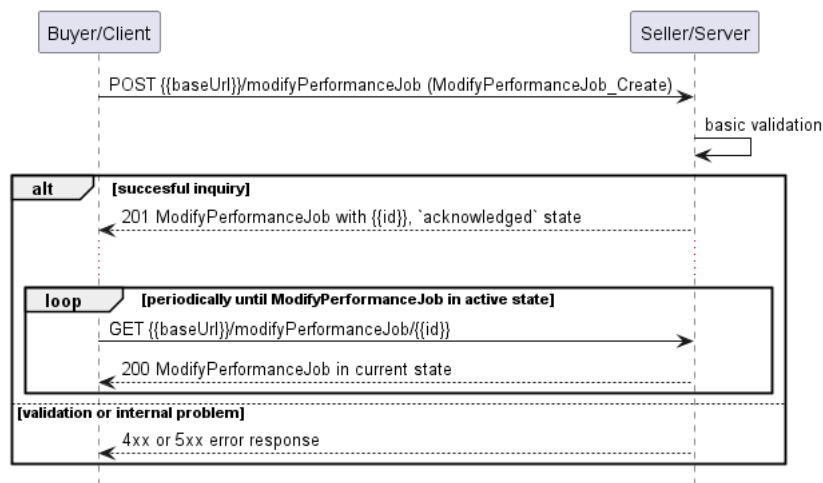 Buyer/Client
Seller/Server
POST {{baseUrl}}/modifyPerformanceJob (ModifyPerformanceJob_Create)
basic validation
alt [succesful inquiry]
201 ModifyPerformanceJob with {{id}}, `acknowledged` state
loop [periodically until ModifyPerformanceJob in active state]
GET {{baseUrl}}/modifyPerformanceJob/{{id}}
200 ModifyPerformanceJob in current state
[validation or internal problem]
4xx or 5xx error response